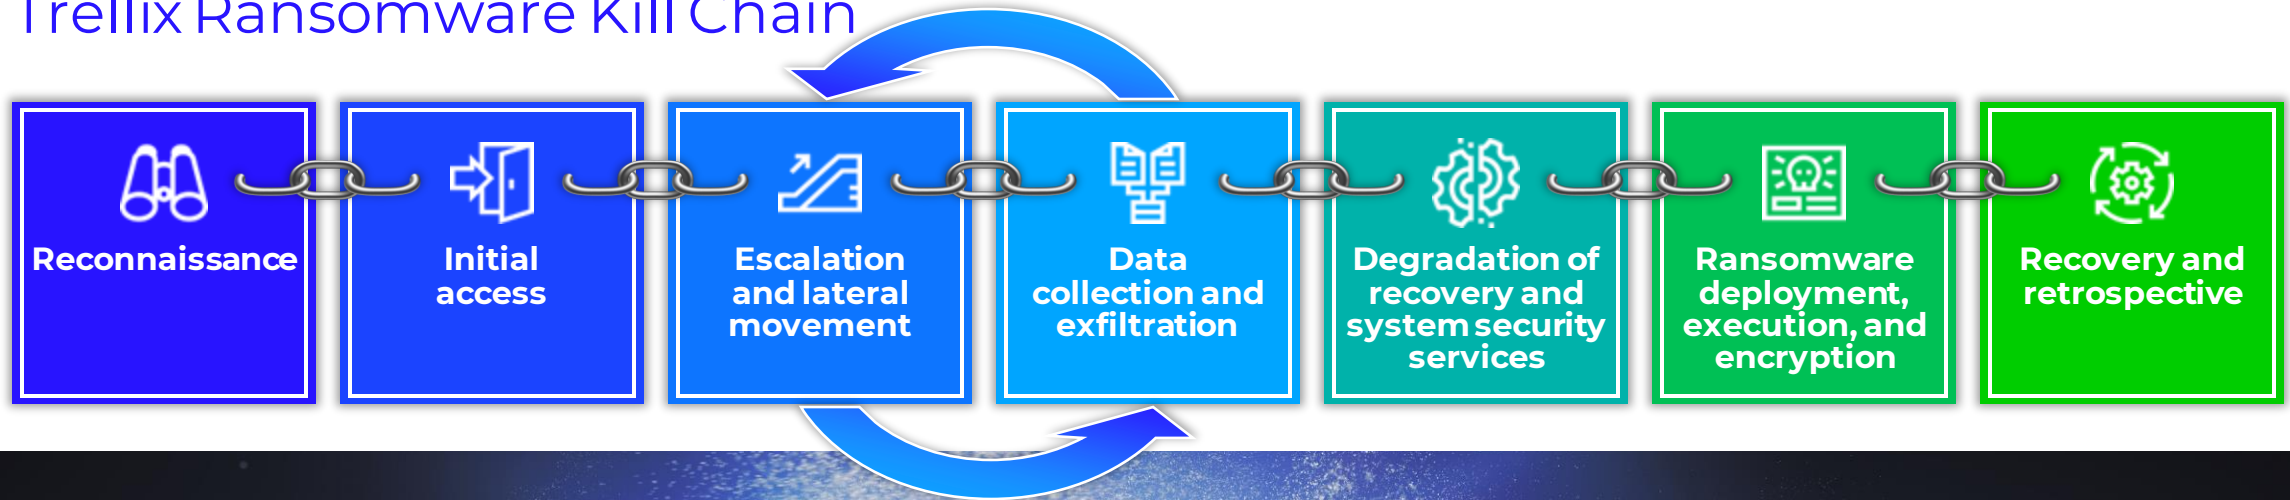 Trellix Ransomware Kill Chain
Reconnaissance
Initial
access
Escalation
and lateral
movement
Data
collection and
exfiltration
Degradation of
recovery and
system security
services
Ransomware
deployment,
execution, and
encryption
Recovery and
retrospective